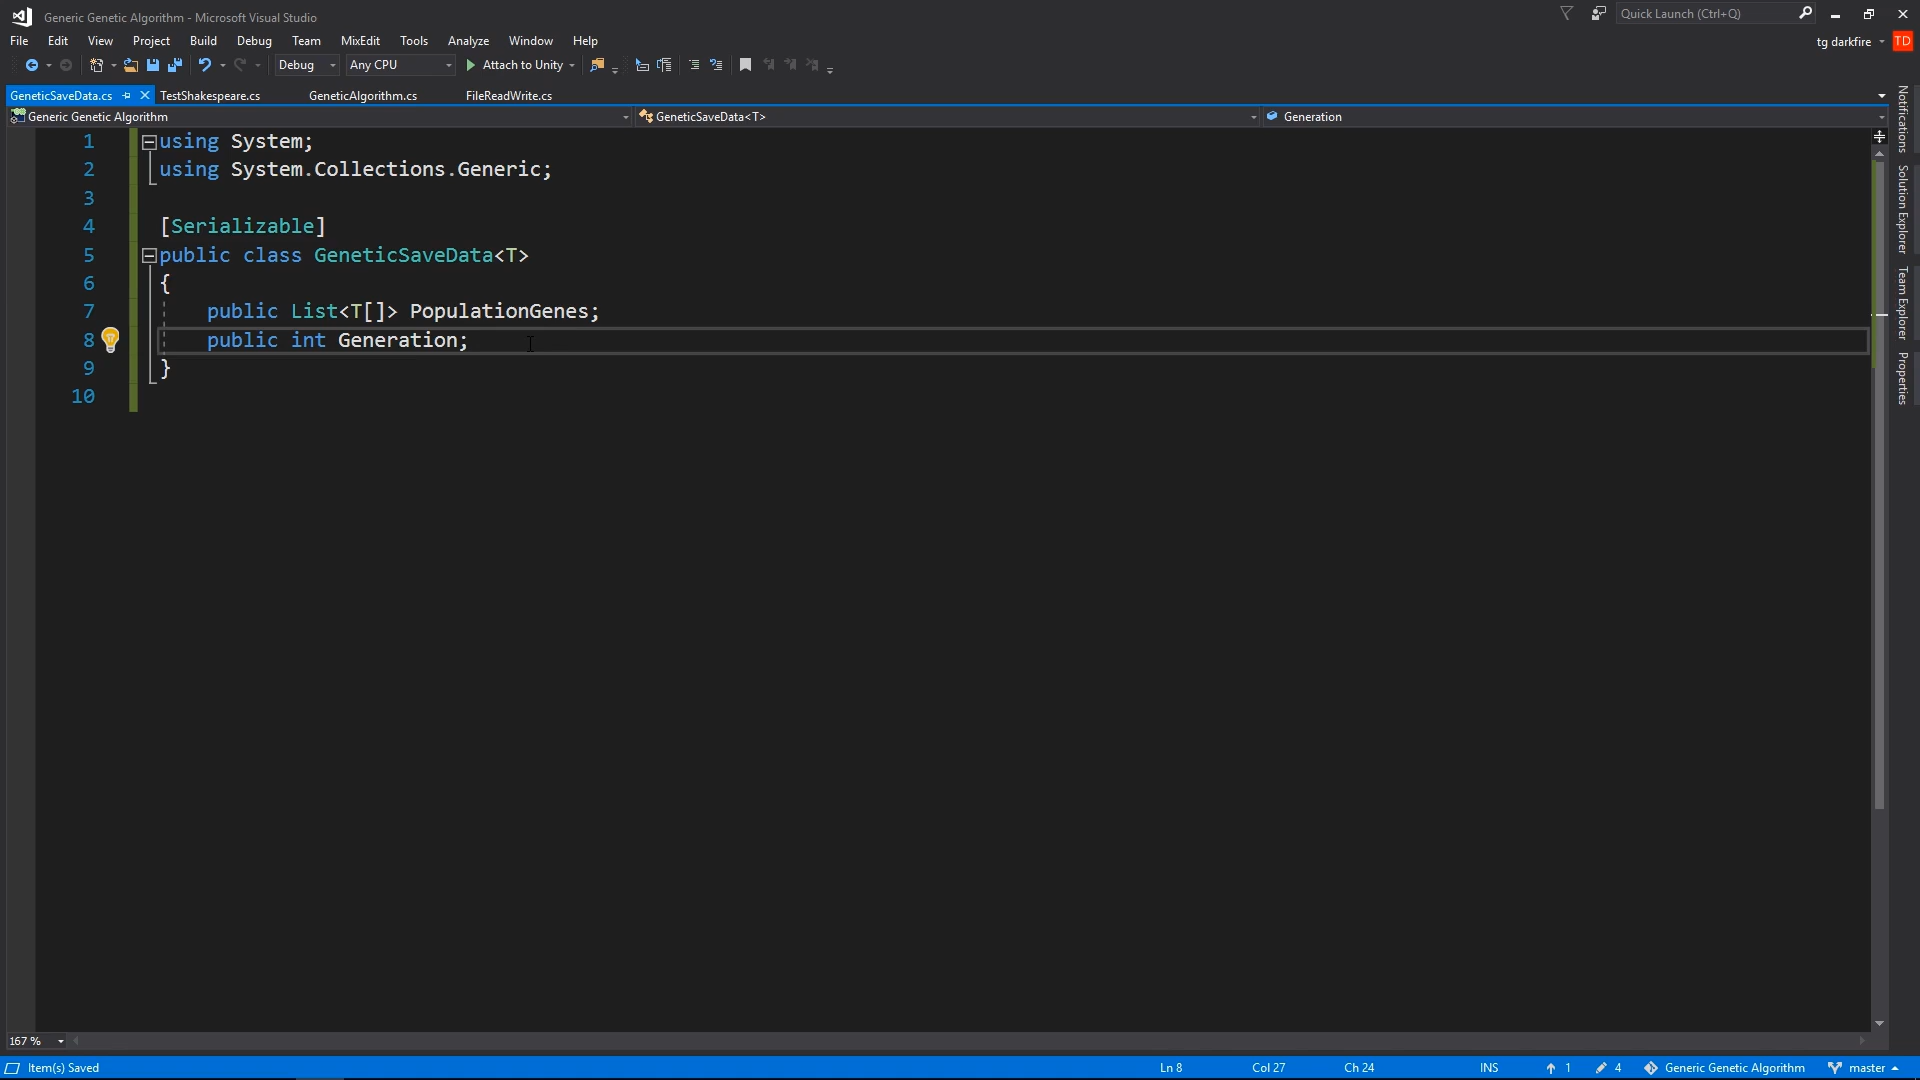 Generic Genetic Algorithm - Microsoft Visual Studio
Quick Launch (Ctrl+Q)
File Edit View Project Build Debug Team MixEdit Tools Analyze Window Help
tg darkfire
TD
Debug
Any CPU
Attach to Unity
GeneticSaveData.cs
TestShakespeare.cs
GeneticAlgorithm.cs
FileReadWrite.cs
Generic Genetic Algorithm
GeneticSaveData<T>
Generation
1 using System;
2 using System.Collections.Generic;
3
4 [Serializable]
5 public class GeneticSaveData<T>
6 {
7 public List<T[]> PopulationGenes;
8 public int Generation;
9 }
10
Notifications
Solution Explorer
Team Explorer
Properties
167 %
Item(s) Saved
Ln 8
Col 27
Ch 24
INS
1
4
Generic Genetic Algorithm
master